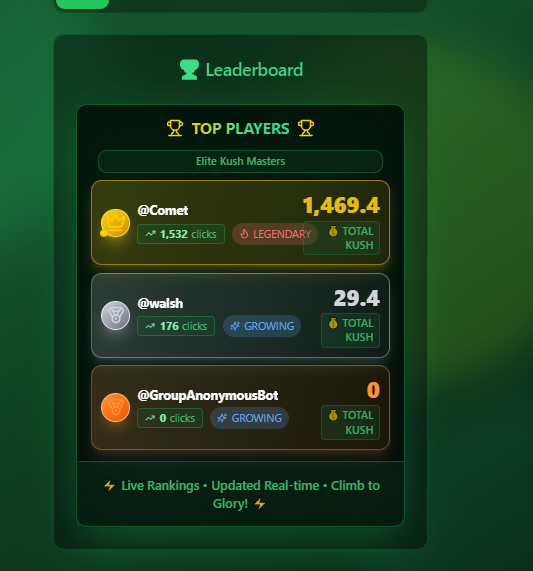 Leaderboard
TOP PLAYERS
Elite Kush Masters
@Comet
1,469.4
1,532 clicks
LEGENDARY
TOTAL
KUSH
@walsh
29.4
176 clicks
GROWING
TOTAL
KUSH
@GroupAnonymousBot
0
0 clicks
GROWING
TOTAL
KUSH
Live Rankings • Updated Real-time • Climb to
Glory!